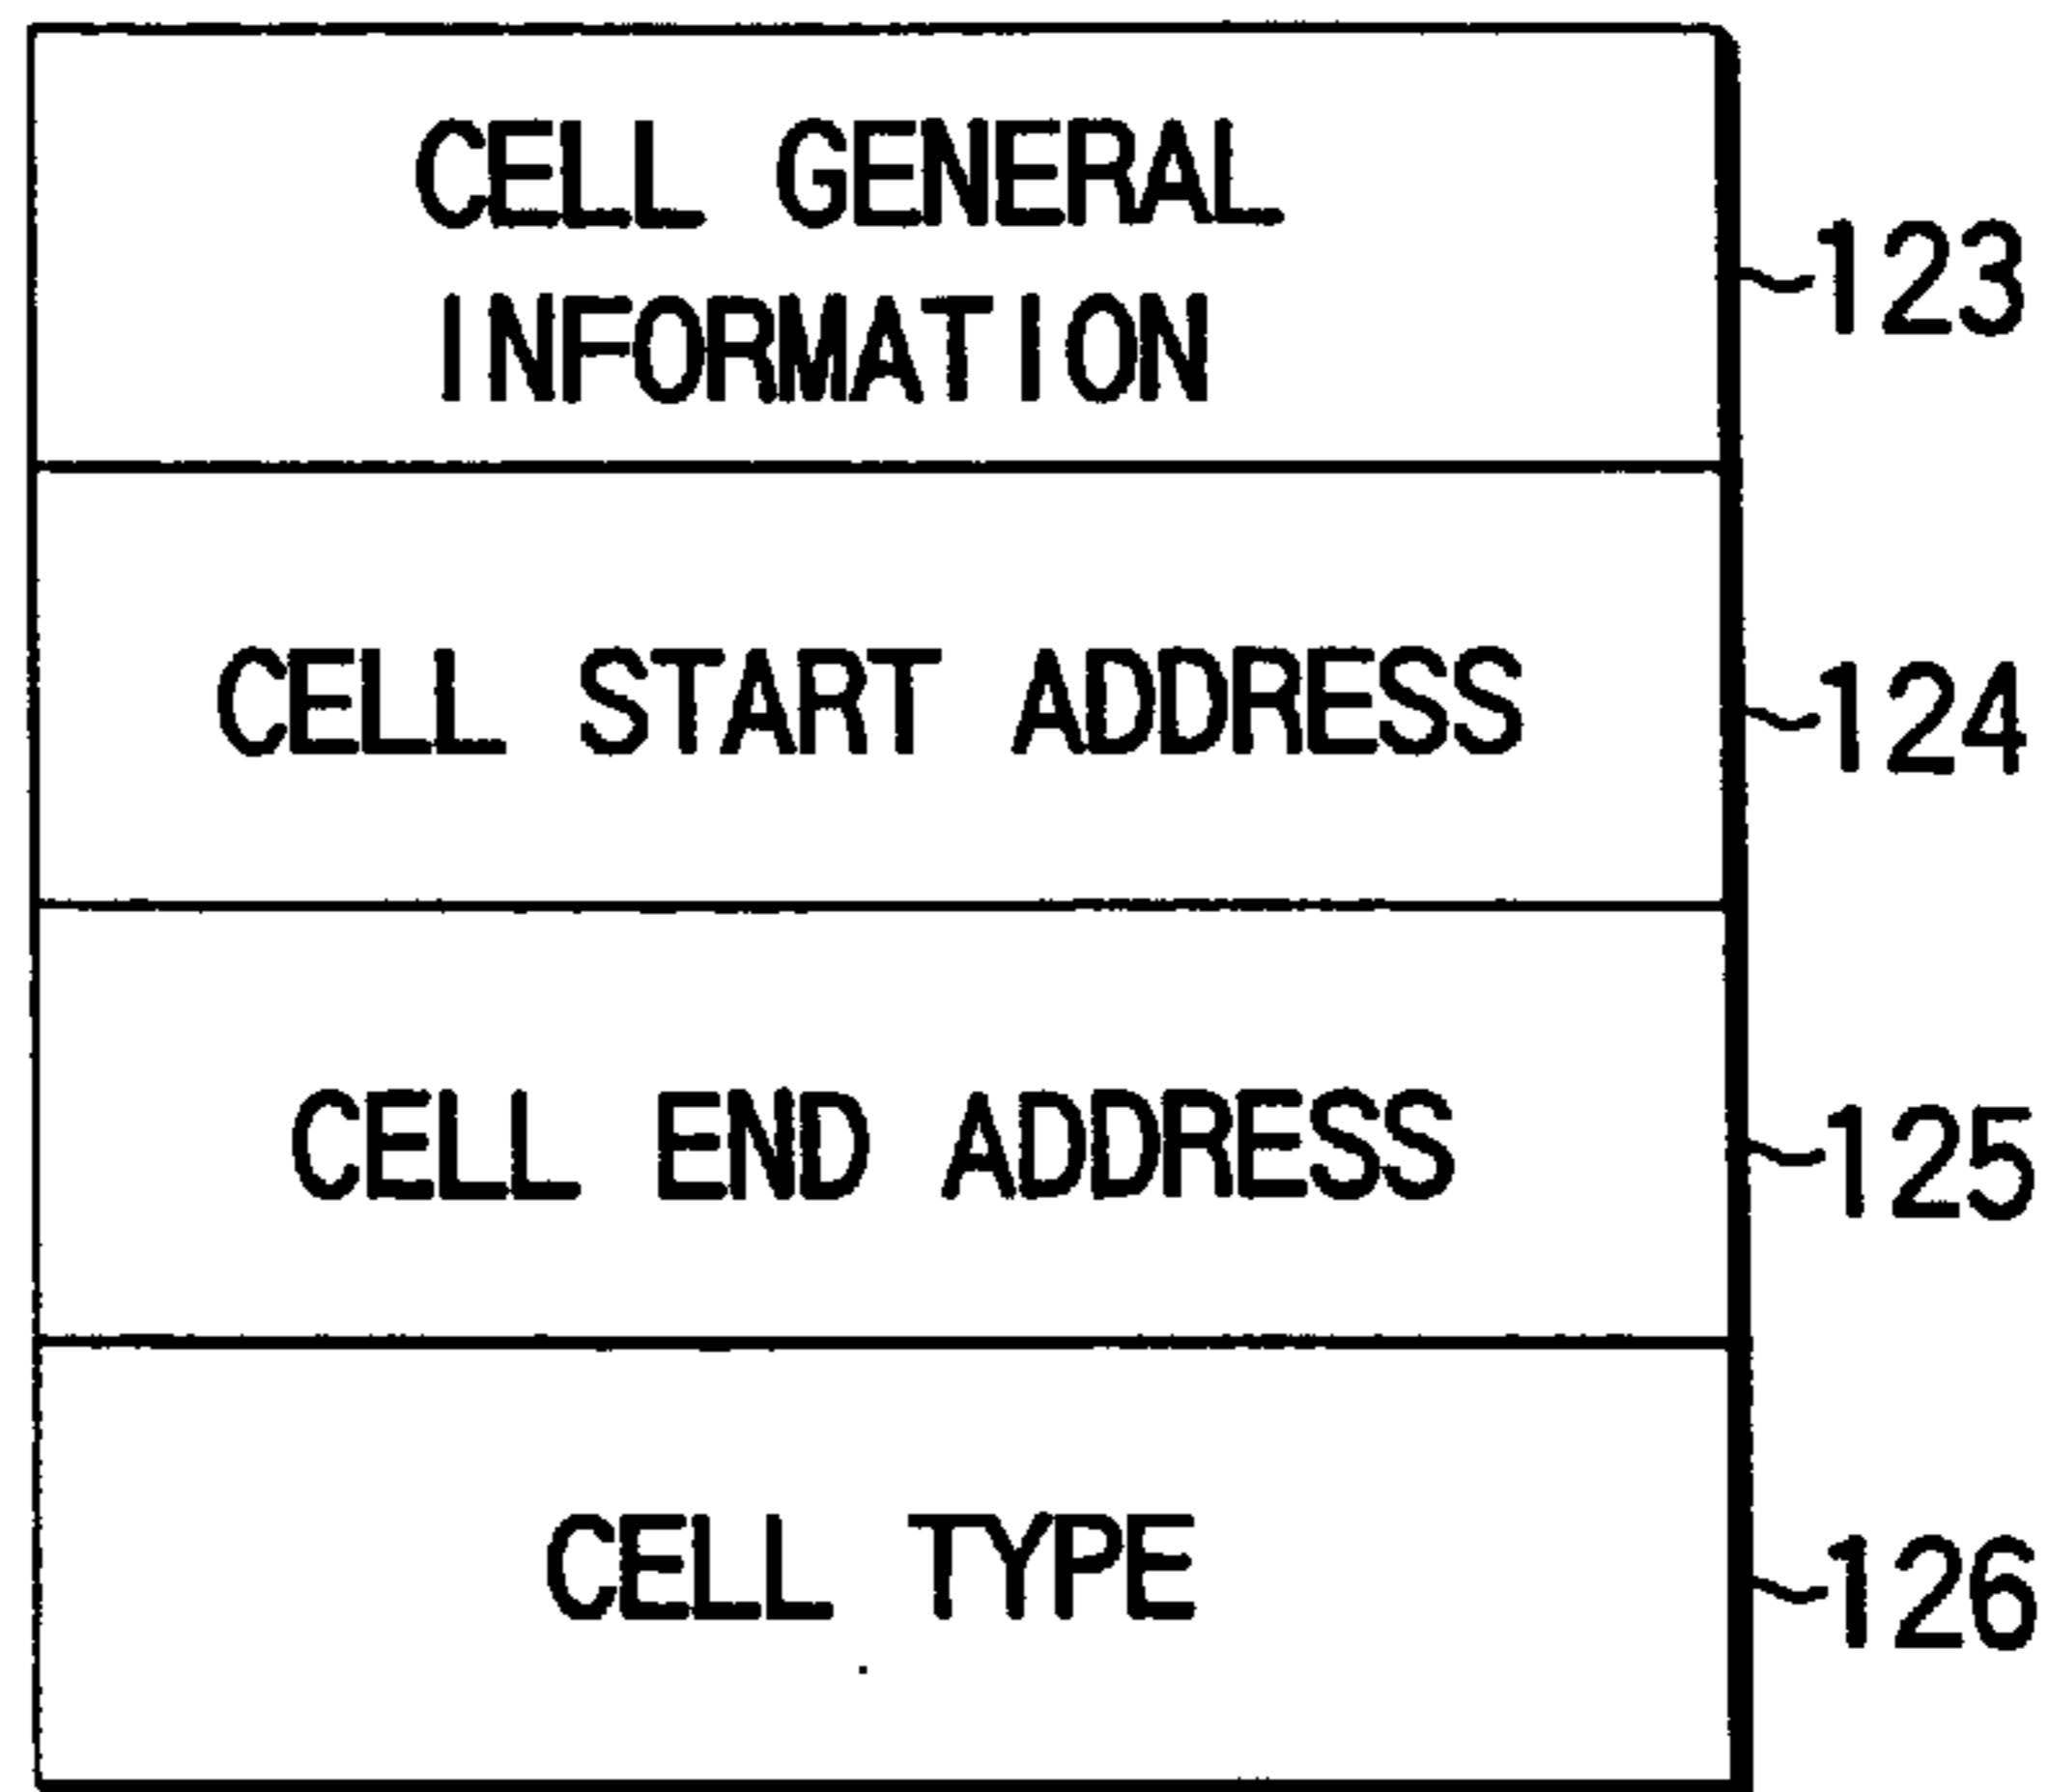 CELL GENERAL
INFORMATION
123
CELL START ADDRESS
124
CELL END ADDRESS
125
CELL TYPE
126